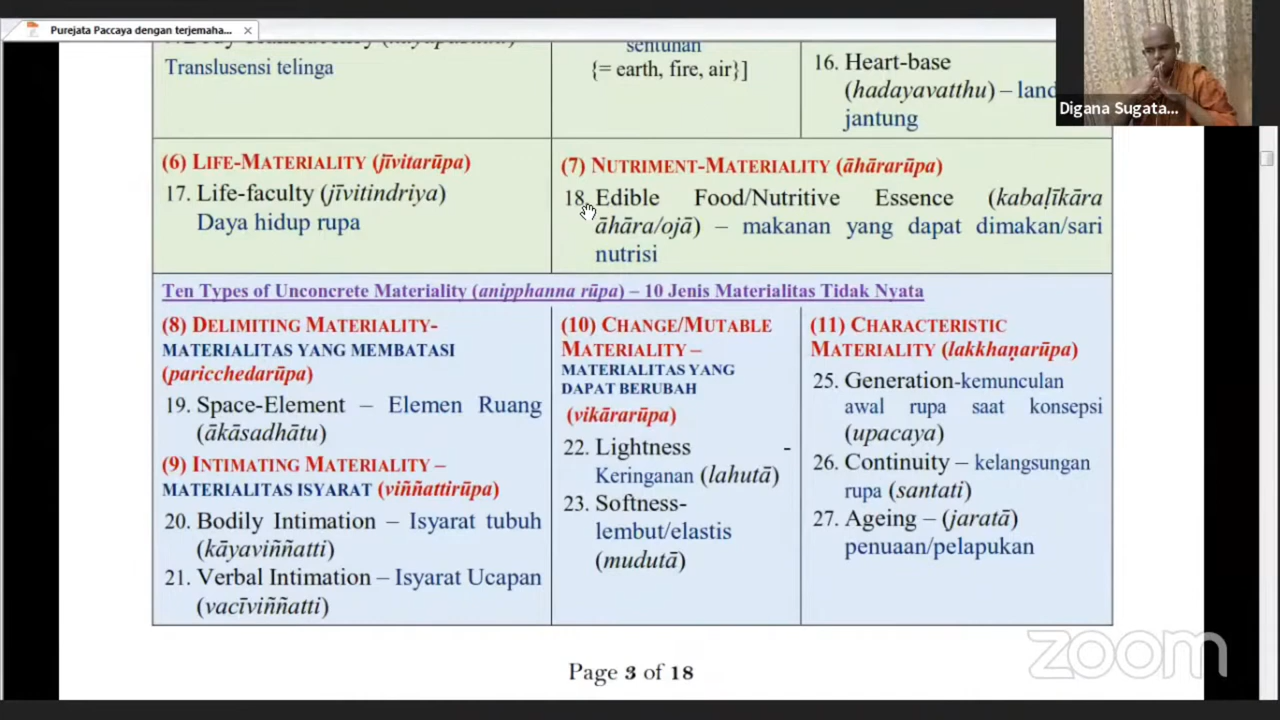 Purejata Paccaya dengan terjemaha...
Translusensi telinga
sentuhan
{= earth, fire, air}]
16. Heart-base
(hadayavatthu) – land
jantung
Digana Sugata...
(6) LIFE-MATERIALITY (jīvitarūpa)
17. Life-faculty (jīvitindriya)
Daya hidup rupa
(7) NUTRIMENT-MATERIALITY (āhārarūpa)
18. Edible Food/Nutritive Essence (kabaḷīkāra
āhāra/ojā) – makanan yang dapat dimakan/sari
nutrisi
Ten Types of Unconcrete Materiality (anipphanna rūpa) – 10 Jenis Materialitas Tidak Nyata
(8) DELIMITING MATERIALITY-
MATERIALITAS YANG MEMBATASI
(paricchedarūpa)
19. Space-Element – Elemen Ruang
(ākāsadhātu)
(9) INTIMATING MATERIALITY –
MATERIALITAS ISYARAT (viññattirūpa)
20. Bodily Intimation – Isyarat tubuh
(kāyaviññatti)
21. Verbal Intimation – Isyarat Ucapan
(vacīviññatti)
(10) CHANGE/MUTABLE
MATERIALITY –
MATERIALITAS YANG
DAPAT BERUBAH
(vikārarūpa)
22. Lightness -
Keringanan (lahutā)
23. Softness-
lembut/elastis
(mudutā)
(11) CHARACTERISTIC
MATERIALITY (lakkhaṇarūpa)
25. Generation-kemunculan
awal rupa saat konsepsi
(upacaya)
26. Continuity – kelangsungan
rupa (santati)
27. Ageing – (jaratā)
penuaan/pelapukan
zoom
Page 3 of 18